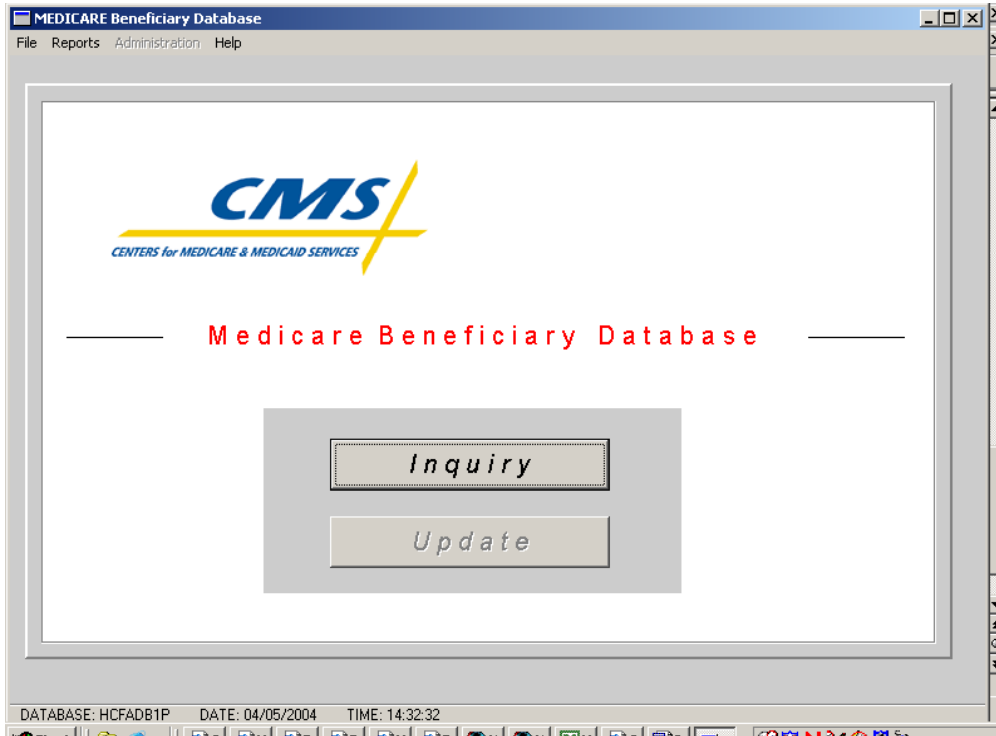 MEDICARE Beneficiary Database
File Reports Administration Help
CMS
CENTERS for MEDICARE & MEDICAID SERVICES
Medicare Beneficiary Database
Inquiry
Update
DATABASE: HCFADB1P DATE: 04/05/2004 TIME: 14:32:32